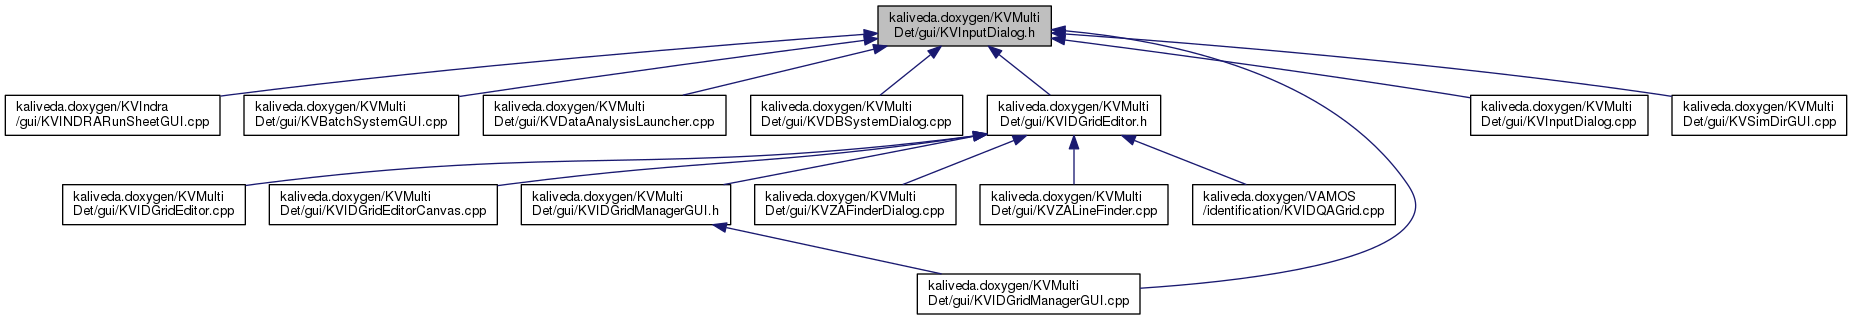 kaliveda.doxygen/KVMulti
Det/gui/KVInputDialog.h
kaliveda.doxygen/KVIndra
/gui/KVINDRARunSheetGUI.cpp
kaliveda.doxygen/KVMulti
Det/gui/KVBatchSystemGUI.cpp
kaliveda.doxygen/KVMulti
Det/gui/KVDataAnalysisLauncher.cpp
kaliveda.doxygen/KVMulti
Det/gui/KVDBSystemDialog.cpp
kaliveda.doxygen/KVMulti
Det/gui/KVIDGridEditor.h
kaliveda.doxygen/KVMulti
Det/gui/KVInputDialog.cpp
kaliveda.doxygen/KVMulti
Det/gui/KVSimDirGUI.cpp
kaliveda.doxygen/KVMulti
Det/gui/KVIDGridEditor.cpp
kaliveda.doxygen/KVMulti
Det/gui/KVIDGridEditorCanvas.cpp
kaliveda.doxygen/KVMulti
Det/gui/KVIDGridManagerGUI.h
kaliveda.doxygen/KVMulti
Det/gui/KVZAFinderDialog.cpp
kaliveda.doxygen/KVMulti
Det/gui/KVZALineFinder.cpp
kaliveda.doxygen/VAMOS
/identification/KVIDQAGrid.cpp
kaliveda.doxygen/KVMulti
Det/gui/KVIDGridManagerGUI.cpp